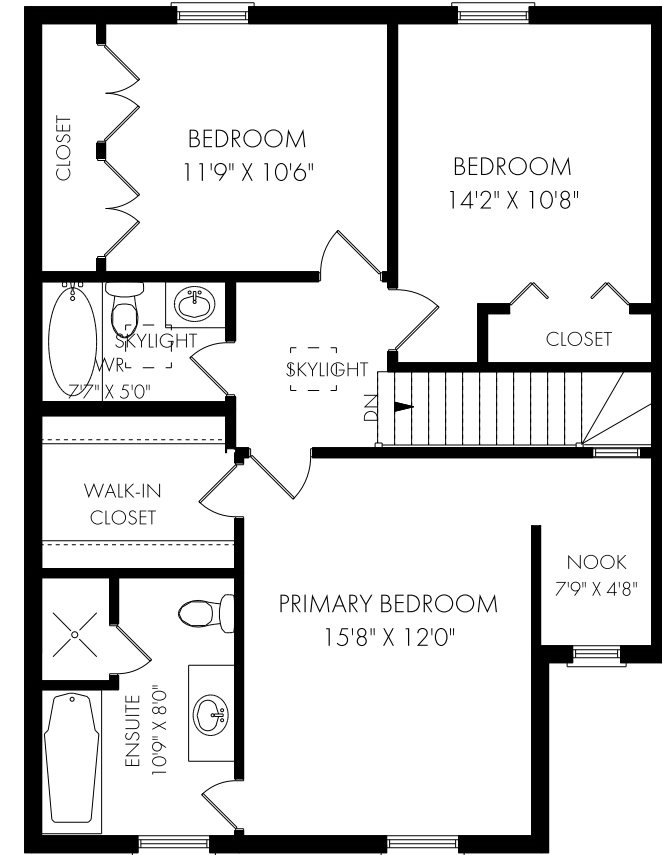 CLOSET
BEDROOM
11'9" X 10'6"
BEDROOM
14'2" X 10'8"
SKYLIGHT
WR
7'7" X 5'0"
SKYLIGHT
CLOSET
DN
WALK-IN
CLOSET
NOOK
7'9" X 4'8"
PRIMARY BEDROOM
15'8" X 12'0"
ENSUITE
10'9" X 8'0"